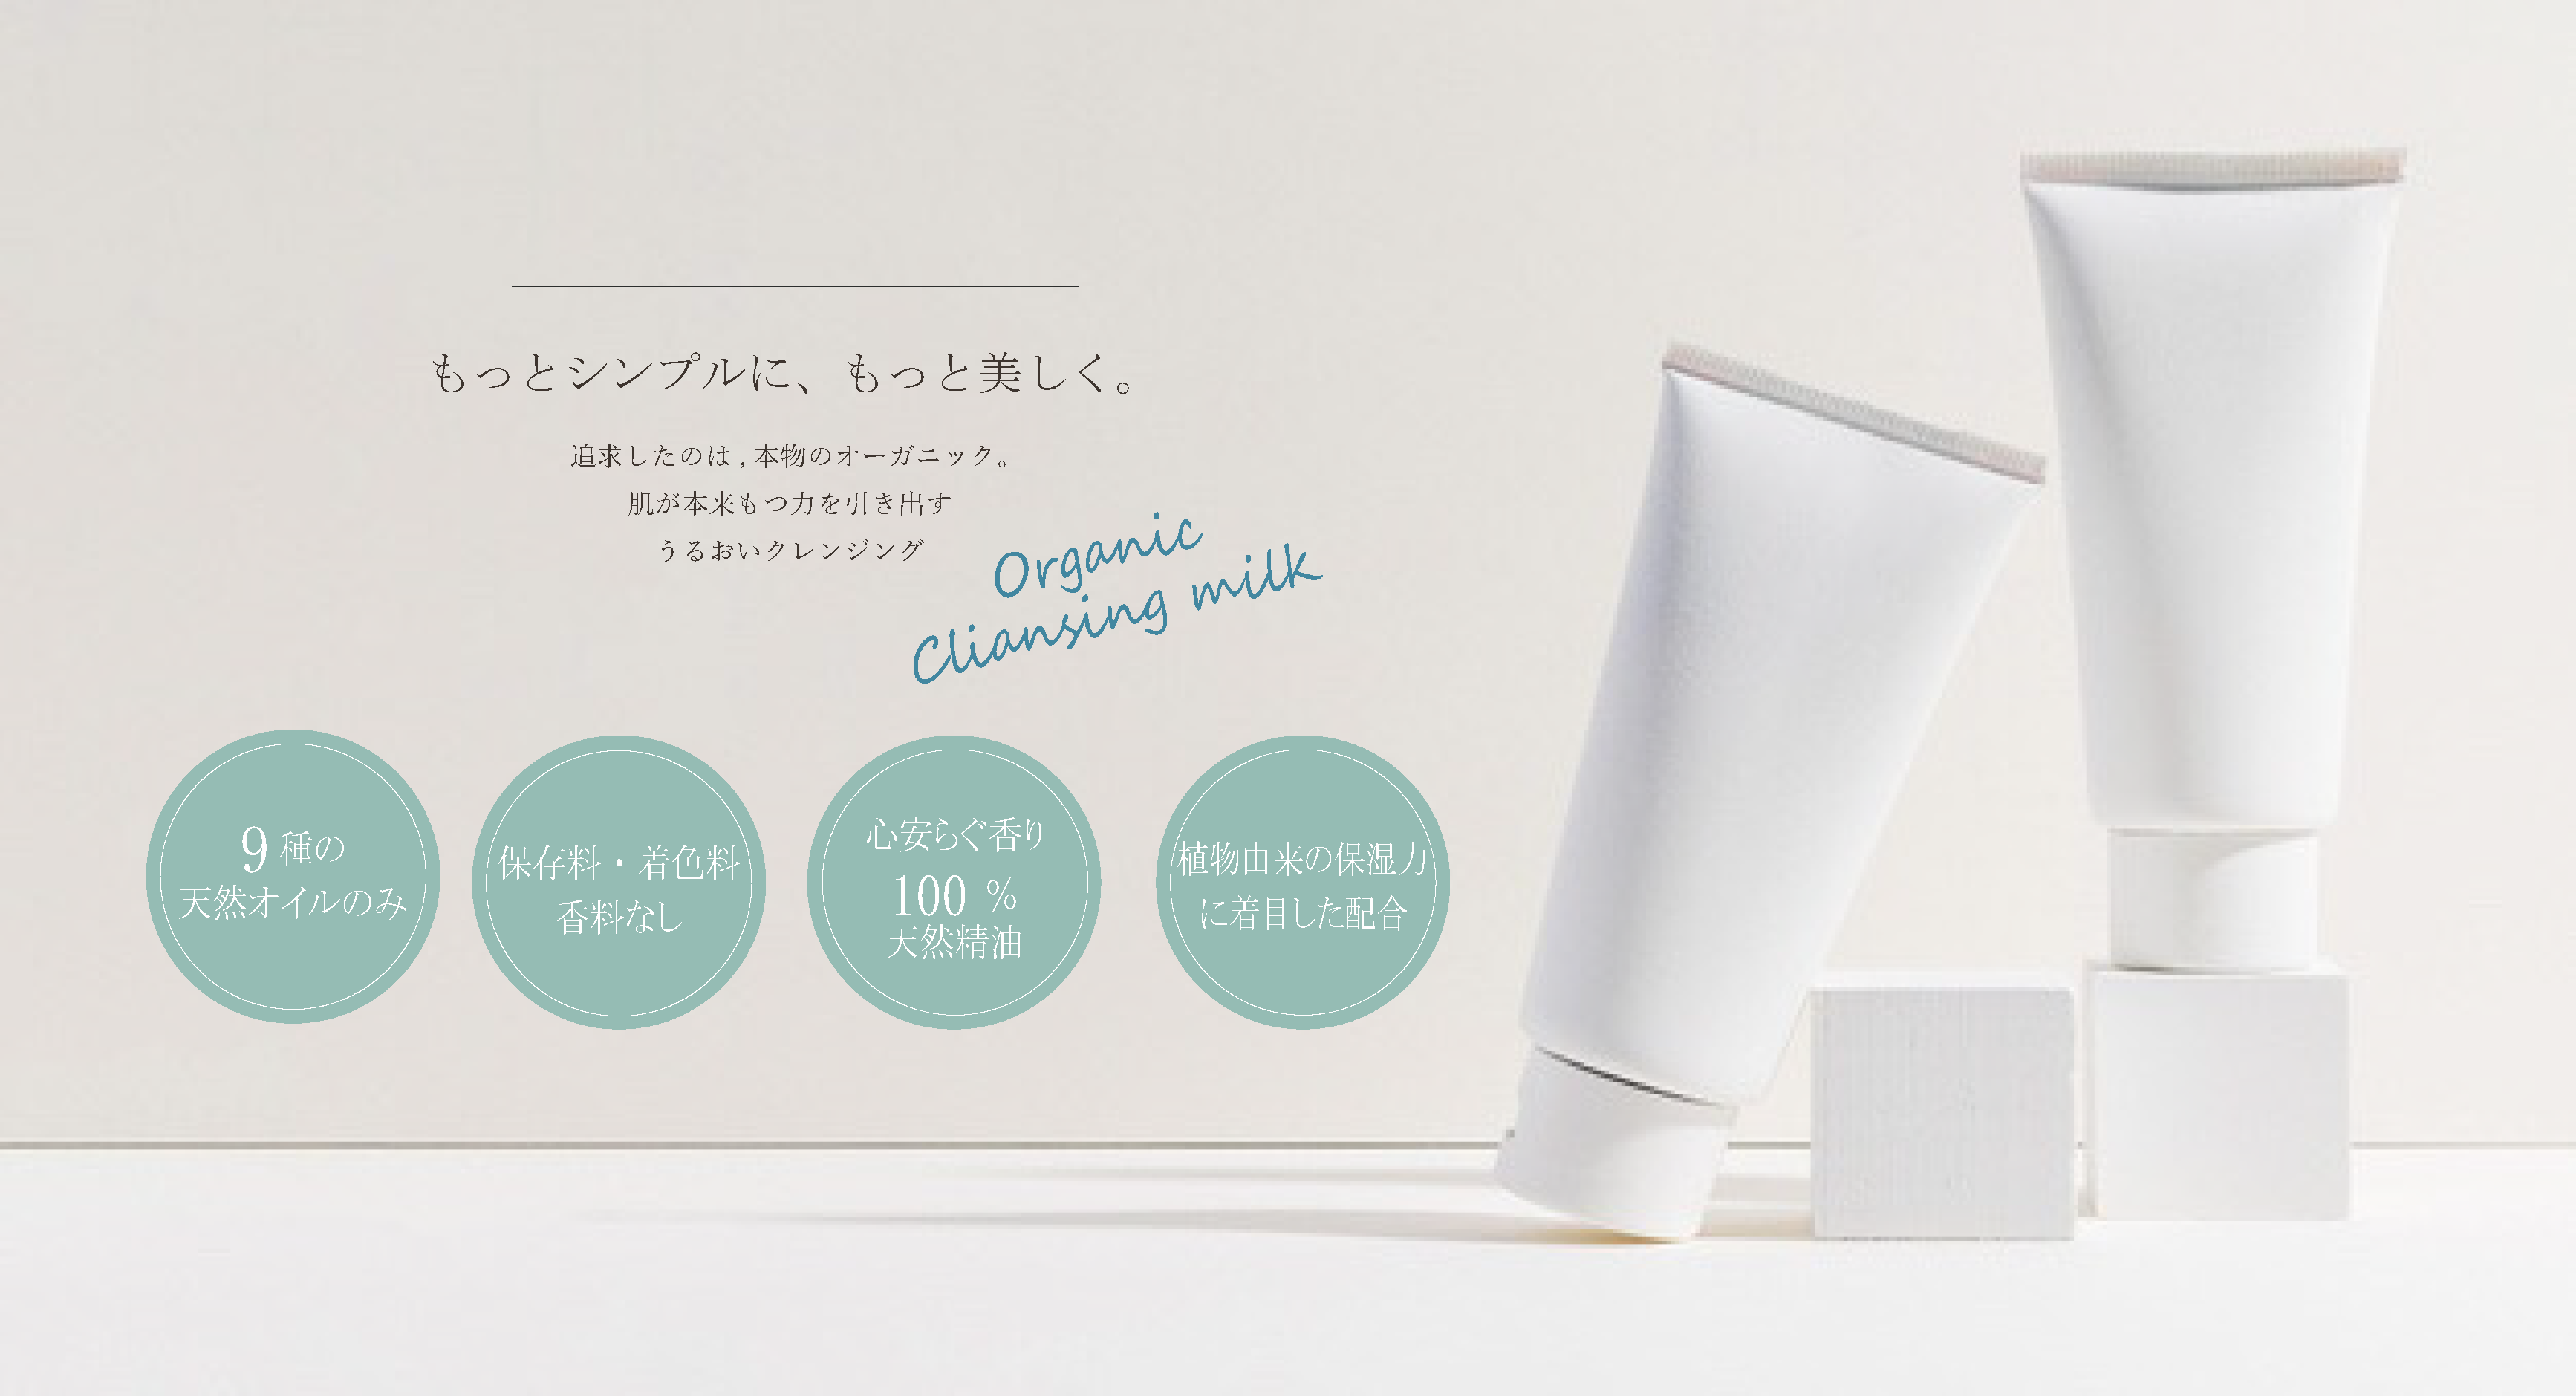 もっとシンプルに、もっと美しく。
追求したのは,本物のオーガニック。
肌が本来もつ力を引き出す
うるおいクレンジング
Organic
Cliansing milk
9種の
天然オイルのみ
保存料・着色料
香料なし
心安らぐ香り
100 %
天然精油
植物由来の保湿力
に着目した配合